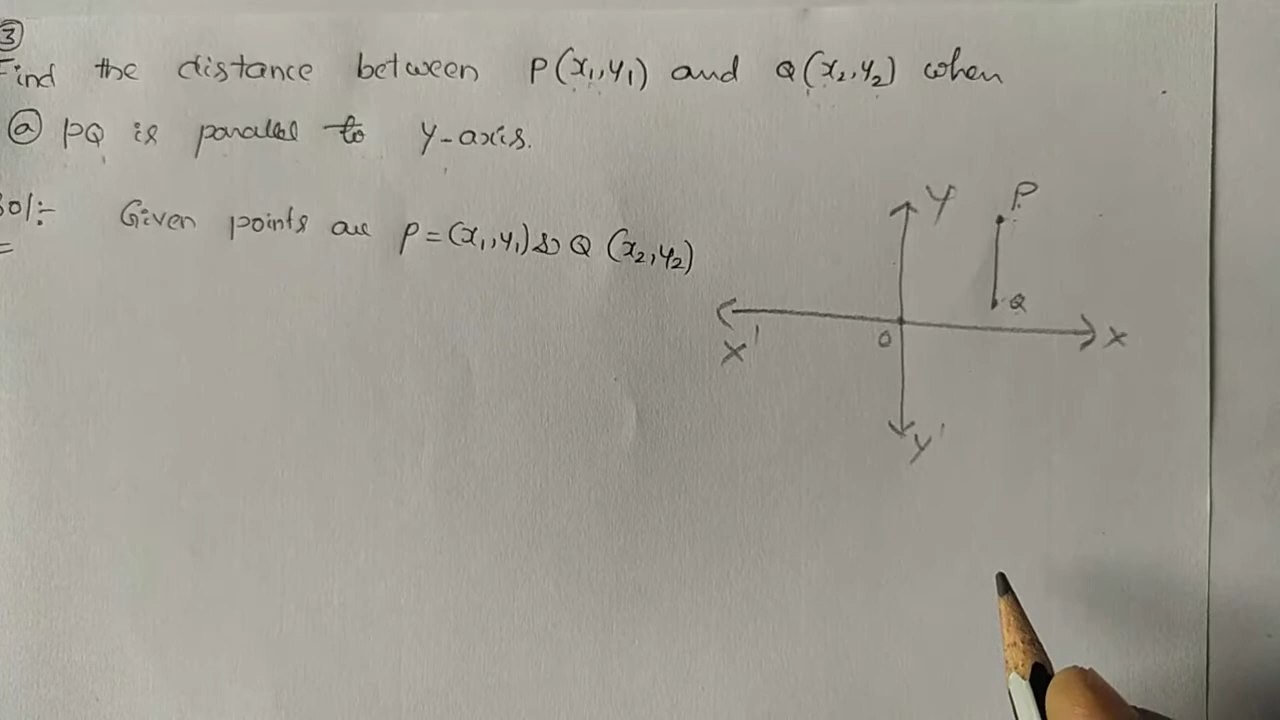 ③
Find the distance between P(x₁,y₁) and Q(x₂,y₂) when
ⓐ PQ is parallel to y-axis.
Sol:- Given points are P=(x₁,y₁) & Q (x₂,y₂)
Y
P
Q
X' O X
Y'